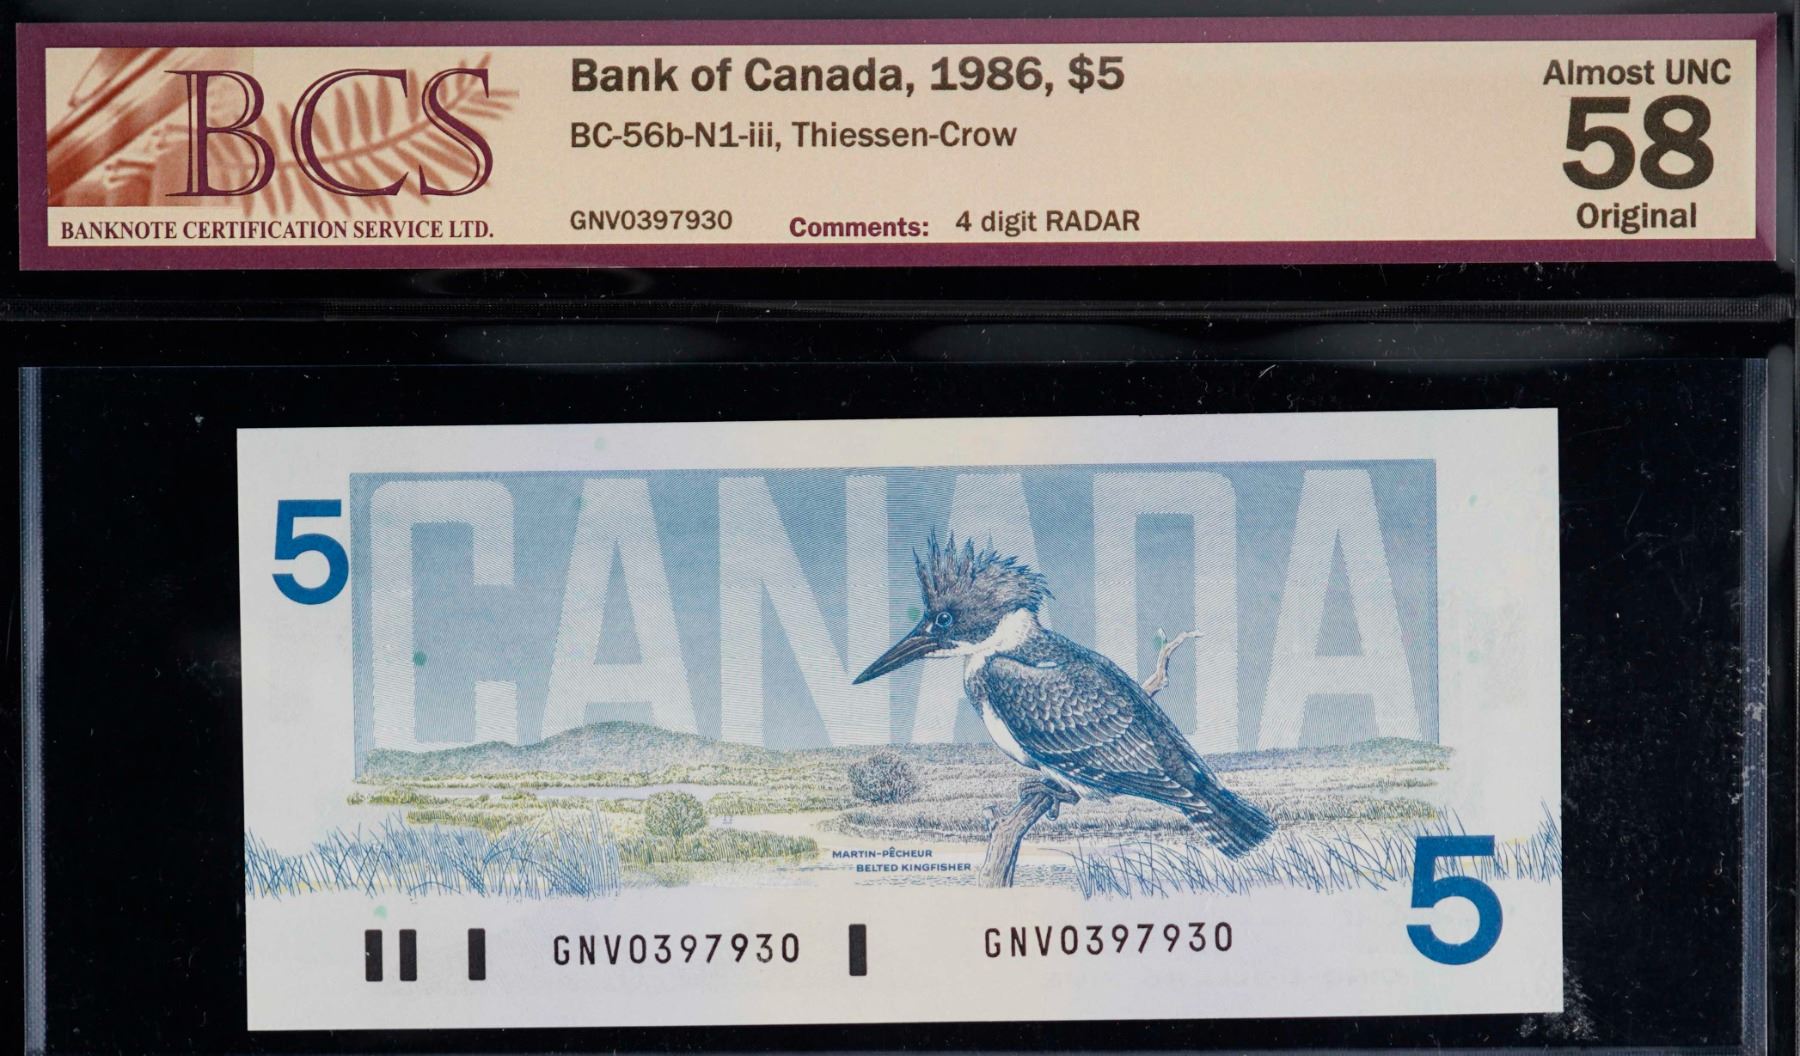 BCS
BANKNOTE CERTIFICATION SERVICE LTD.
Bank of Canada, 1986, $5
BC-56b-N1-iii, Thiessen-Crow
GNV0397930 Comments: 4 digit RADAR
Almost UNC
58
Original
5
CANADA
MARTIN-PÊCHEUR
BELTED KINGFISHER
5
GNV0397930 GNV0397930